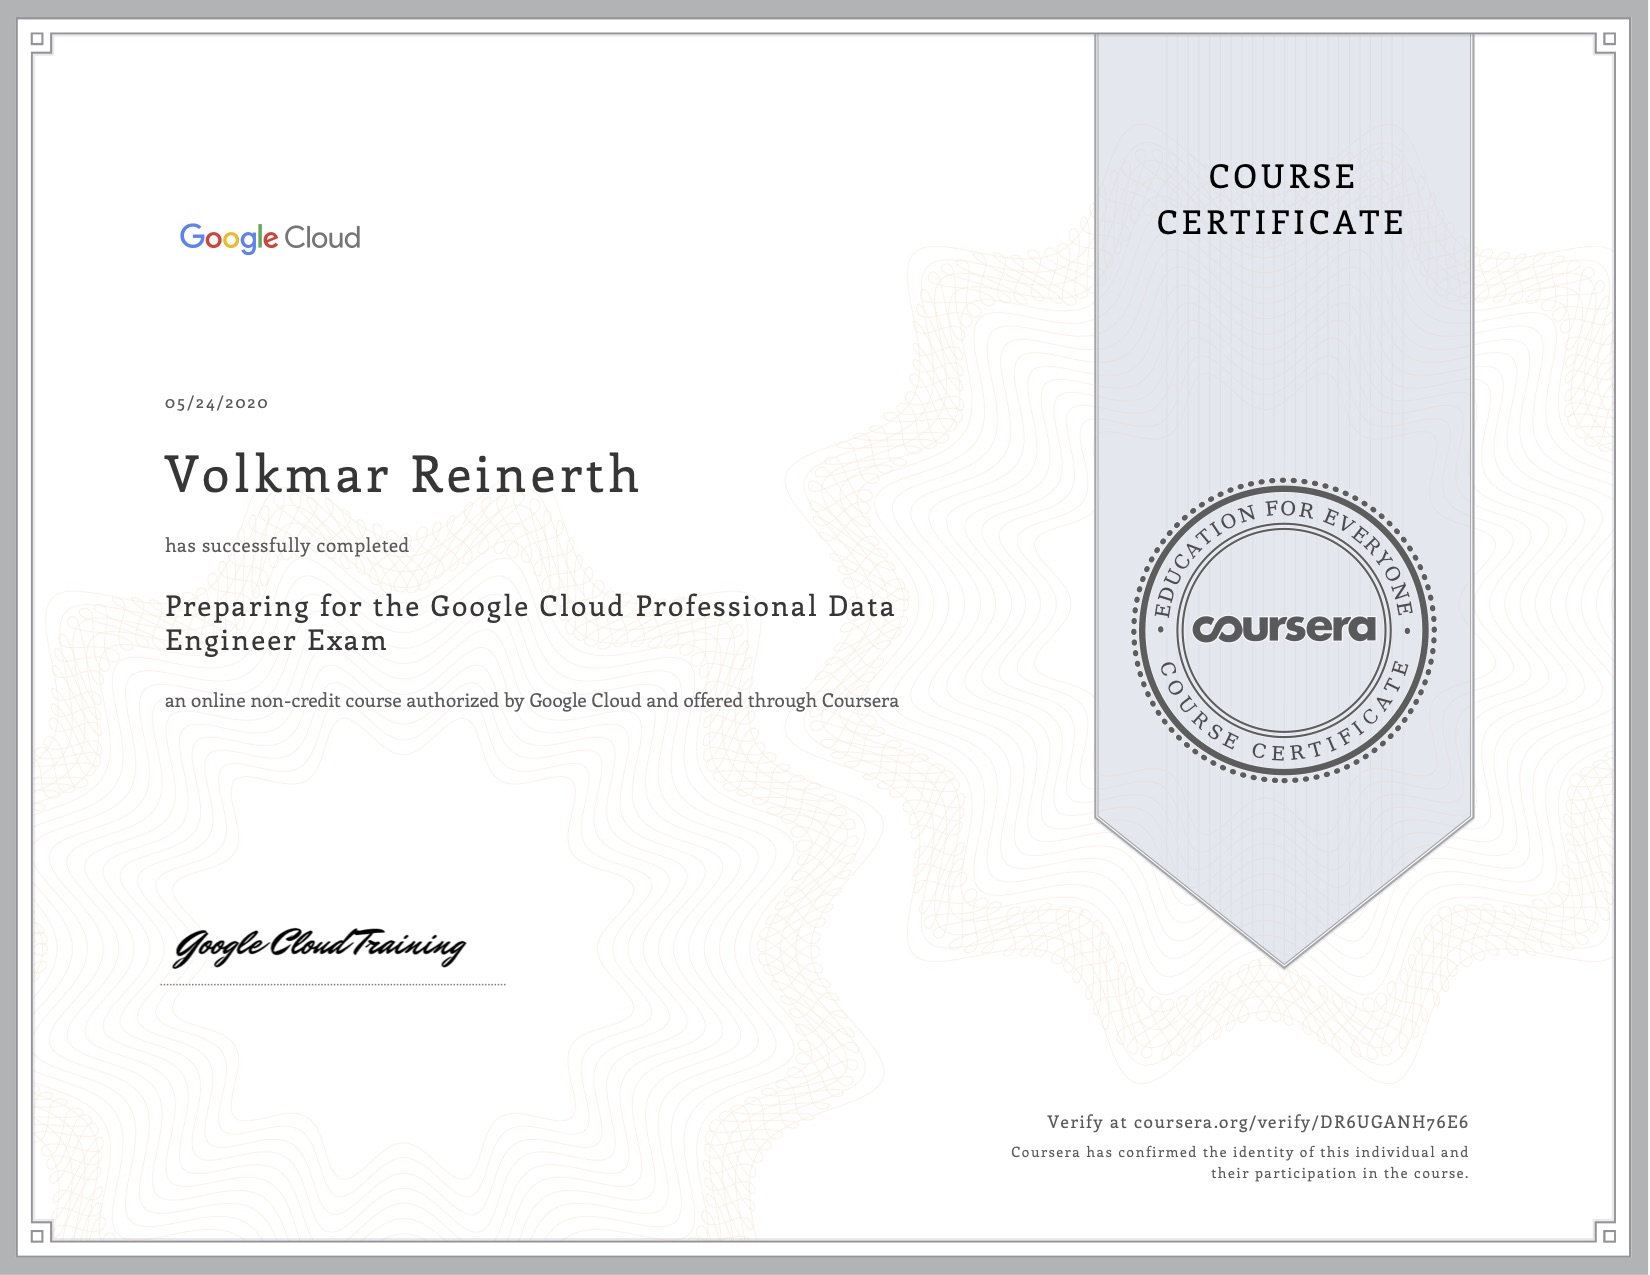 COURSE
CERTIFICATE
Google Cloud
05/24/2020
Volkmar Reinerth
has successfully completed
Preparing for the Google Cloud Professional Data
Engineer Exam
an online non-credit course authorized by Google Cloud and offered through Coursera
EDUCATION FOR EVERYONE
coursera
COURSE CERTIFICATE
Google Cloud Training
Verify at coursera.org/verify/DR6UGANH76E6
Coursera has confirmed the identity of this individual and
their participation in the course.